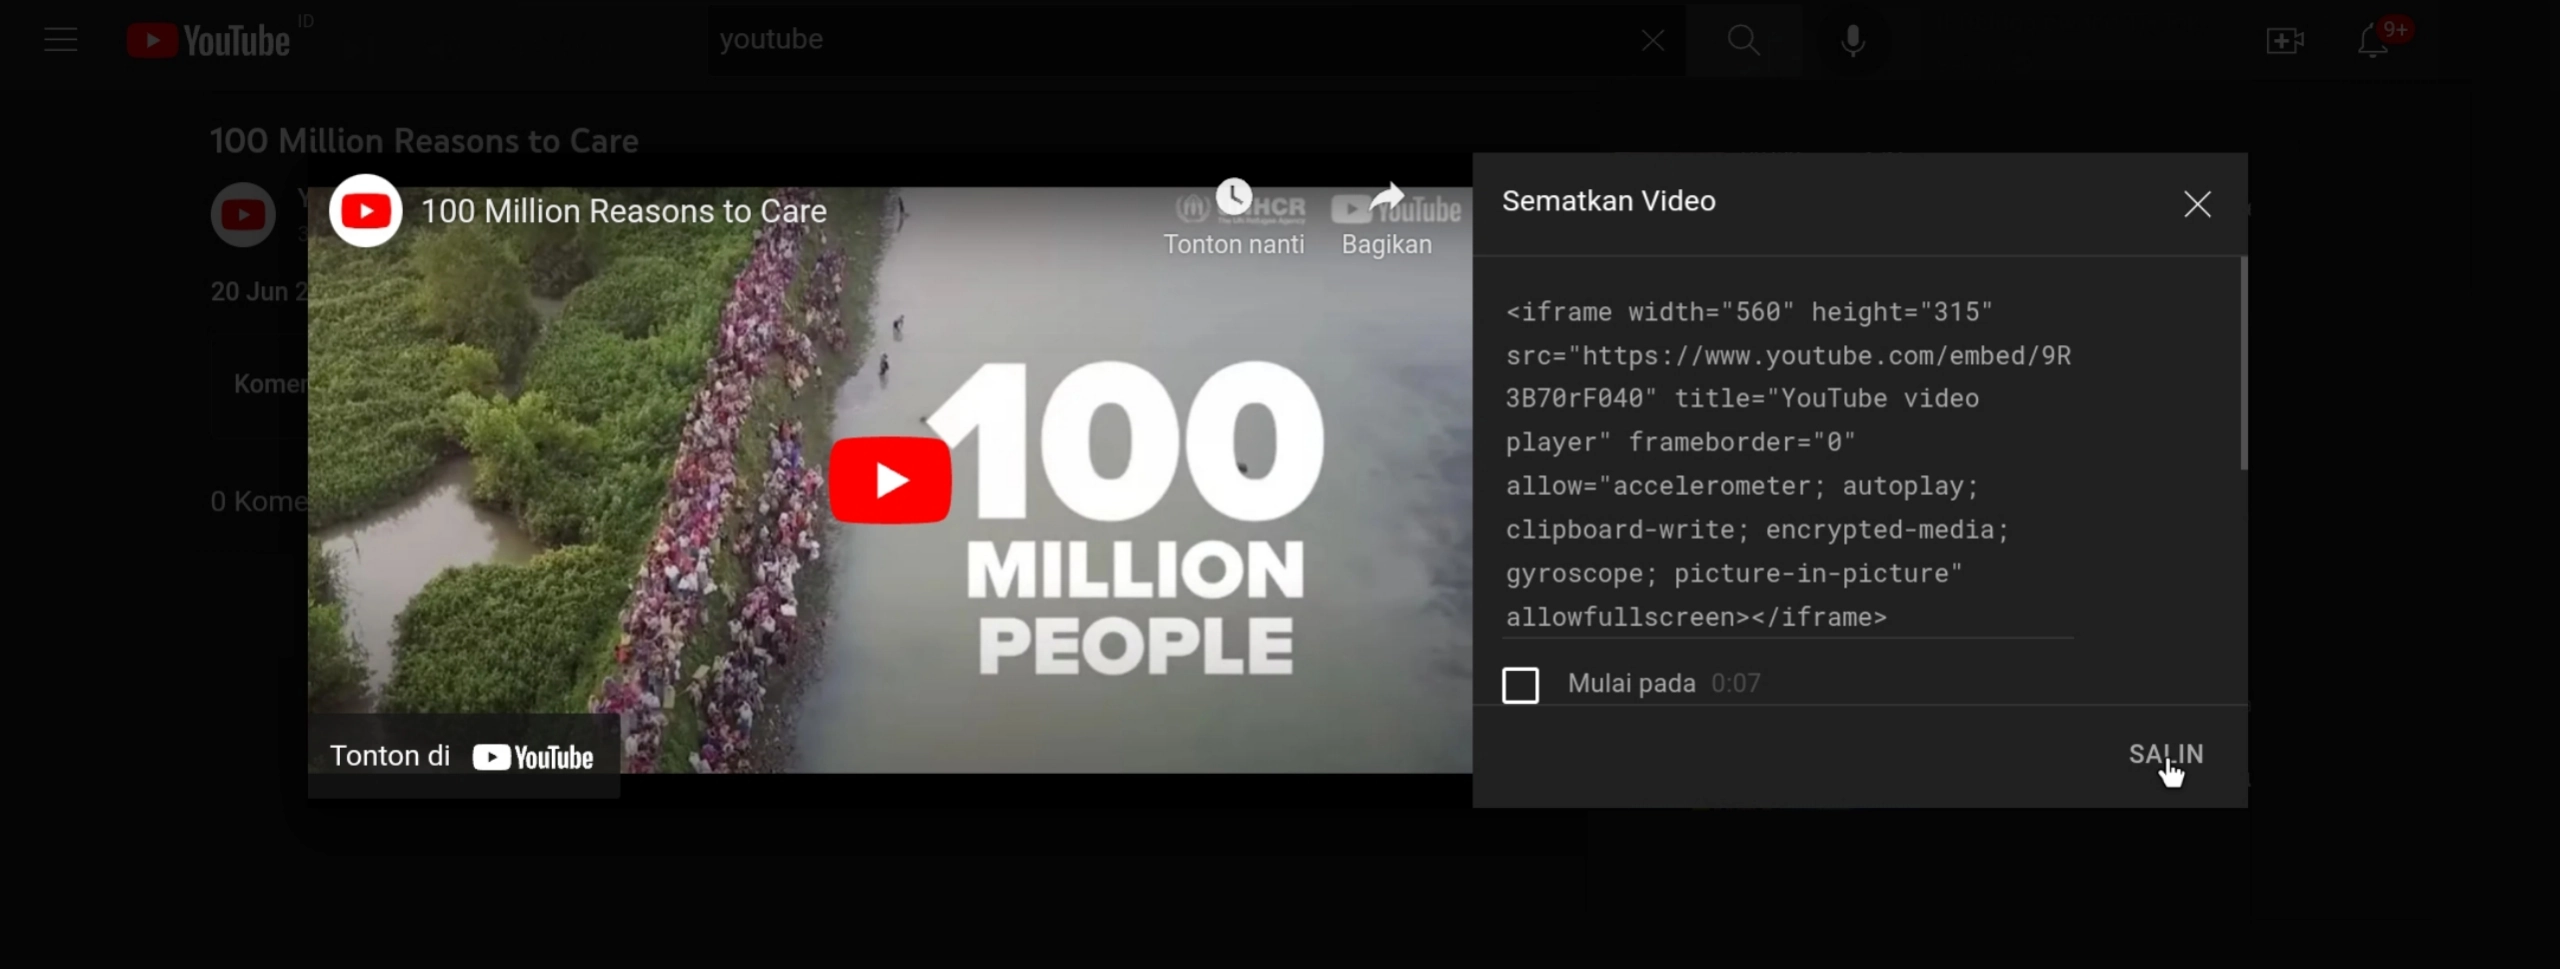 YouTube ID
youtube
9+
100 Million Reasons to Care
20 Jun
Komen
0 Kome
100 Million Reasons to Care
Tonton nanti
Bagikan
YouTube
100
MILLION
PEOPLE
Tonton di YouTube
Sematkan Video
<iframe width="560" height="315"
src="https://www.youtube.com/embed/9R
3B70rF040" title="YouTube video
player" frameborder="0"
allow="accelerometer; autoplay;
clipboard-write; encrypted-media;
gyroscope; picture-in-picture"
allowfullscreen></iframe>
Mulai pada 0:07
SALIN